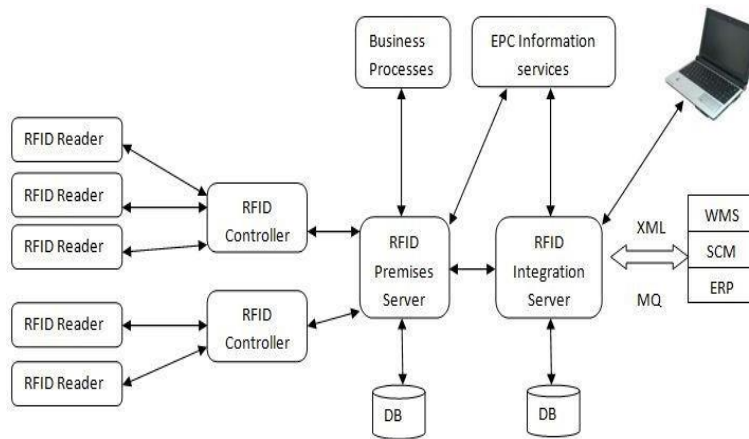 Business
Processes
EPC Information
services
RFID Reader
RFID Reader
RFID Reader
RFID
Controller
RFID
Premises
Server
RFID
Integration
Server
XML
MQ
WMS
SCM
ERP
RFID Reader
RFID Reader
RFID
Controller
DB
DB